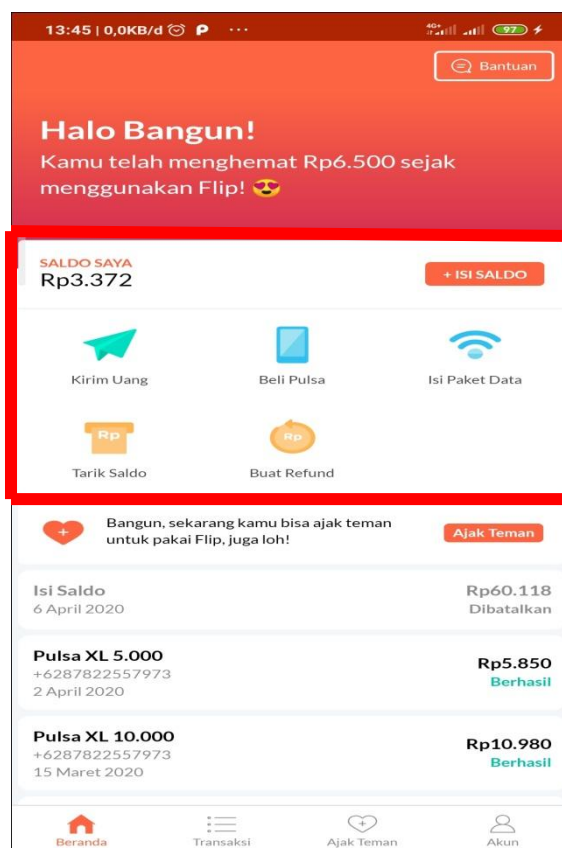 13:45 | 0,0KB/d P ...
4G+ 97
Bantuan
Halo Bangun!
Kamu telah menghemat Rp6.500 sejak
menggunakan Flip! 😍
SALDO SAYA
Rp3.372
+ ISI SALDO
Kirim Uang
Beli Pulsa
Isi Paket Data
Rp
Rp
Tarik Saldo
Buat Refund
Bangun, sekarang kamu bisa ajak teman
untuk pakai Flip, juga loh!
Ajak Teman
Isi Saldo
Rp60.118
6 April 2020
Dibatalkan
Pulsa XL 5.000
Rp5.850
+6287822557973
Berhasil
2 April 2020
Pulsa XL 10.000
Rp10.980
+6287822557973
Berhasil
15 Maret 2020
Beranda
Transaksi
Ajak Teman
Akun